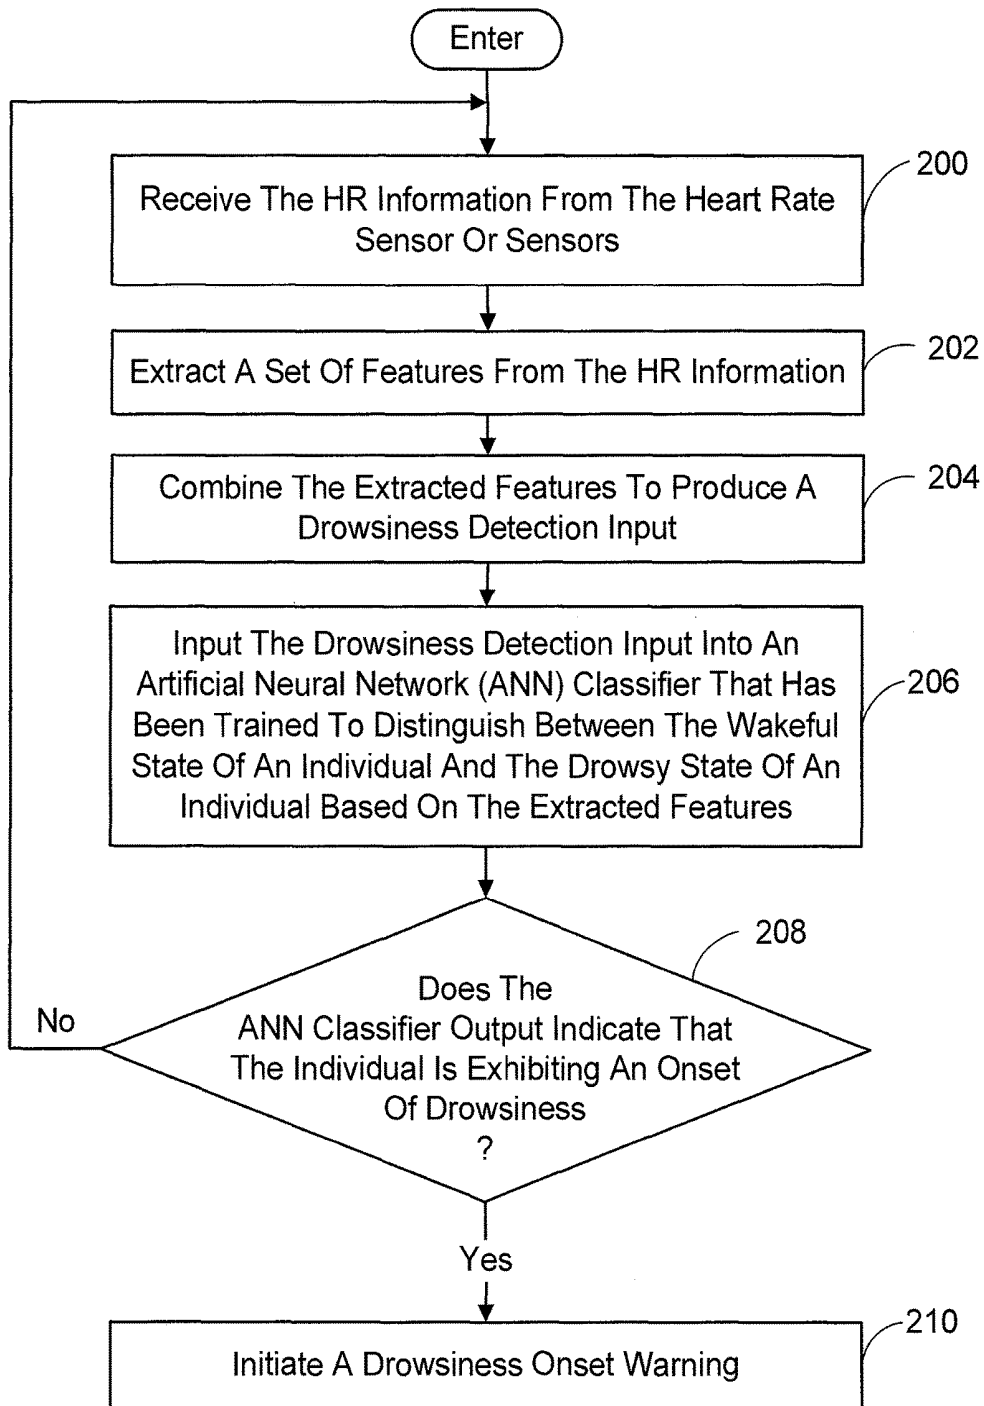 Enter
200
Receive The HR Information From The Heart Rate
Sensor Or Sensors
202
Extract A Set Of Features From The HR Information
204
Combine The Extracted Features To Produce A
Drowsiness Detection Input
206
Input The Drowsiness Detection Input Into An
Artificial Neural Network (ANN) Classifier That Has
Been Trained To Distinguish Between The Wakeful
State Of An Individual And The Drowsy State Of An
Individual Based On The Extracted Features
208
Does The
ANN Classifier Output Indicate That
The Individual Is Exhibiting An Onset
Of Drowsiness
?
No
Yes
210
Initiate A Drowsiness Onset Warning